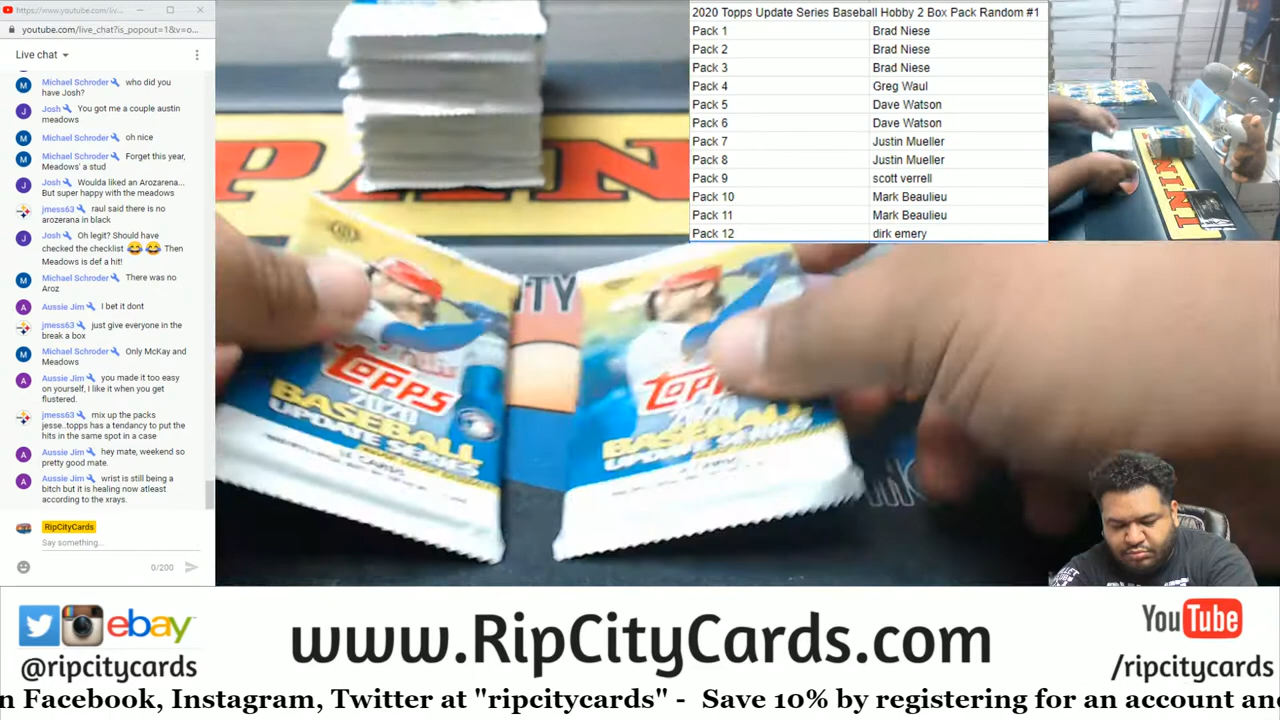 https://www.youtube.com/liv...
youtube.com/live_chat?is_popout=1&v=o...
Live chat
Michael Schroder who did you
have Josh?
Josh You got me a couple austin
meadows
Michael Schroder oh nice
Michael Schroder Forget this year,
Meadows' a stud
Josh Woulda liked an Arozarena...
But super happy with the meadows
jmess63 raul said there is no
arozerana in black
Josh Oh legit? Should have
checked the checklist 😂 😂 Then
Meadows is def a hit!
Michael Schroder There was no
Aroz
Aussie Jim I bet it dont
jmess63 just give everyone in the
break a box
Michael Schroder Only McKay and
Meadows
Aussie Jim you made it too easy
on yourself, I like it when you get
flustered.
jmess63 mix up the packs
jesse..topps has a tendancy to put the
hits in the same spot in a case
Aussie Jim hey mate, weekend so
pretty good mate.
Aussie Jim wrist is still being a
bitch but it is healing now atleast
according to the xrays.
RipCityCards
Say something...
0/200
2020 Topps Update Series Baseball Hobby 2 Box Pack Random #1
Pack 1 Brad Niese
Pack 2 Brad Niese
Pack 3 Brad Niese
Pack 4 Greg Waul
Pack 5 Dave Watson
Pack 6 Dave Watson
Pack 7 Justin Mueller
Pack 8 Justin Mueller
Pack 9 scott verrell
Pack 10 Mark Beaulieu
Pack 11 Mark Beaulieu
Pack 12 dirk emery
PANIN
ITY
TOPPS
2020
BASEBALL
UPDATE SERIES
14 CARDS
TOPPS
BASEBALL
UPDATE SERIES
INI
ebay
@ripcitycards
www.RipCityCards.com
YouTube
/ripcitycards
n Facebook, Instagram, Twitter at "ripcitycards" - Save 10% by registering for an account and